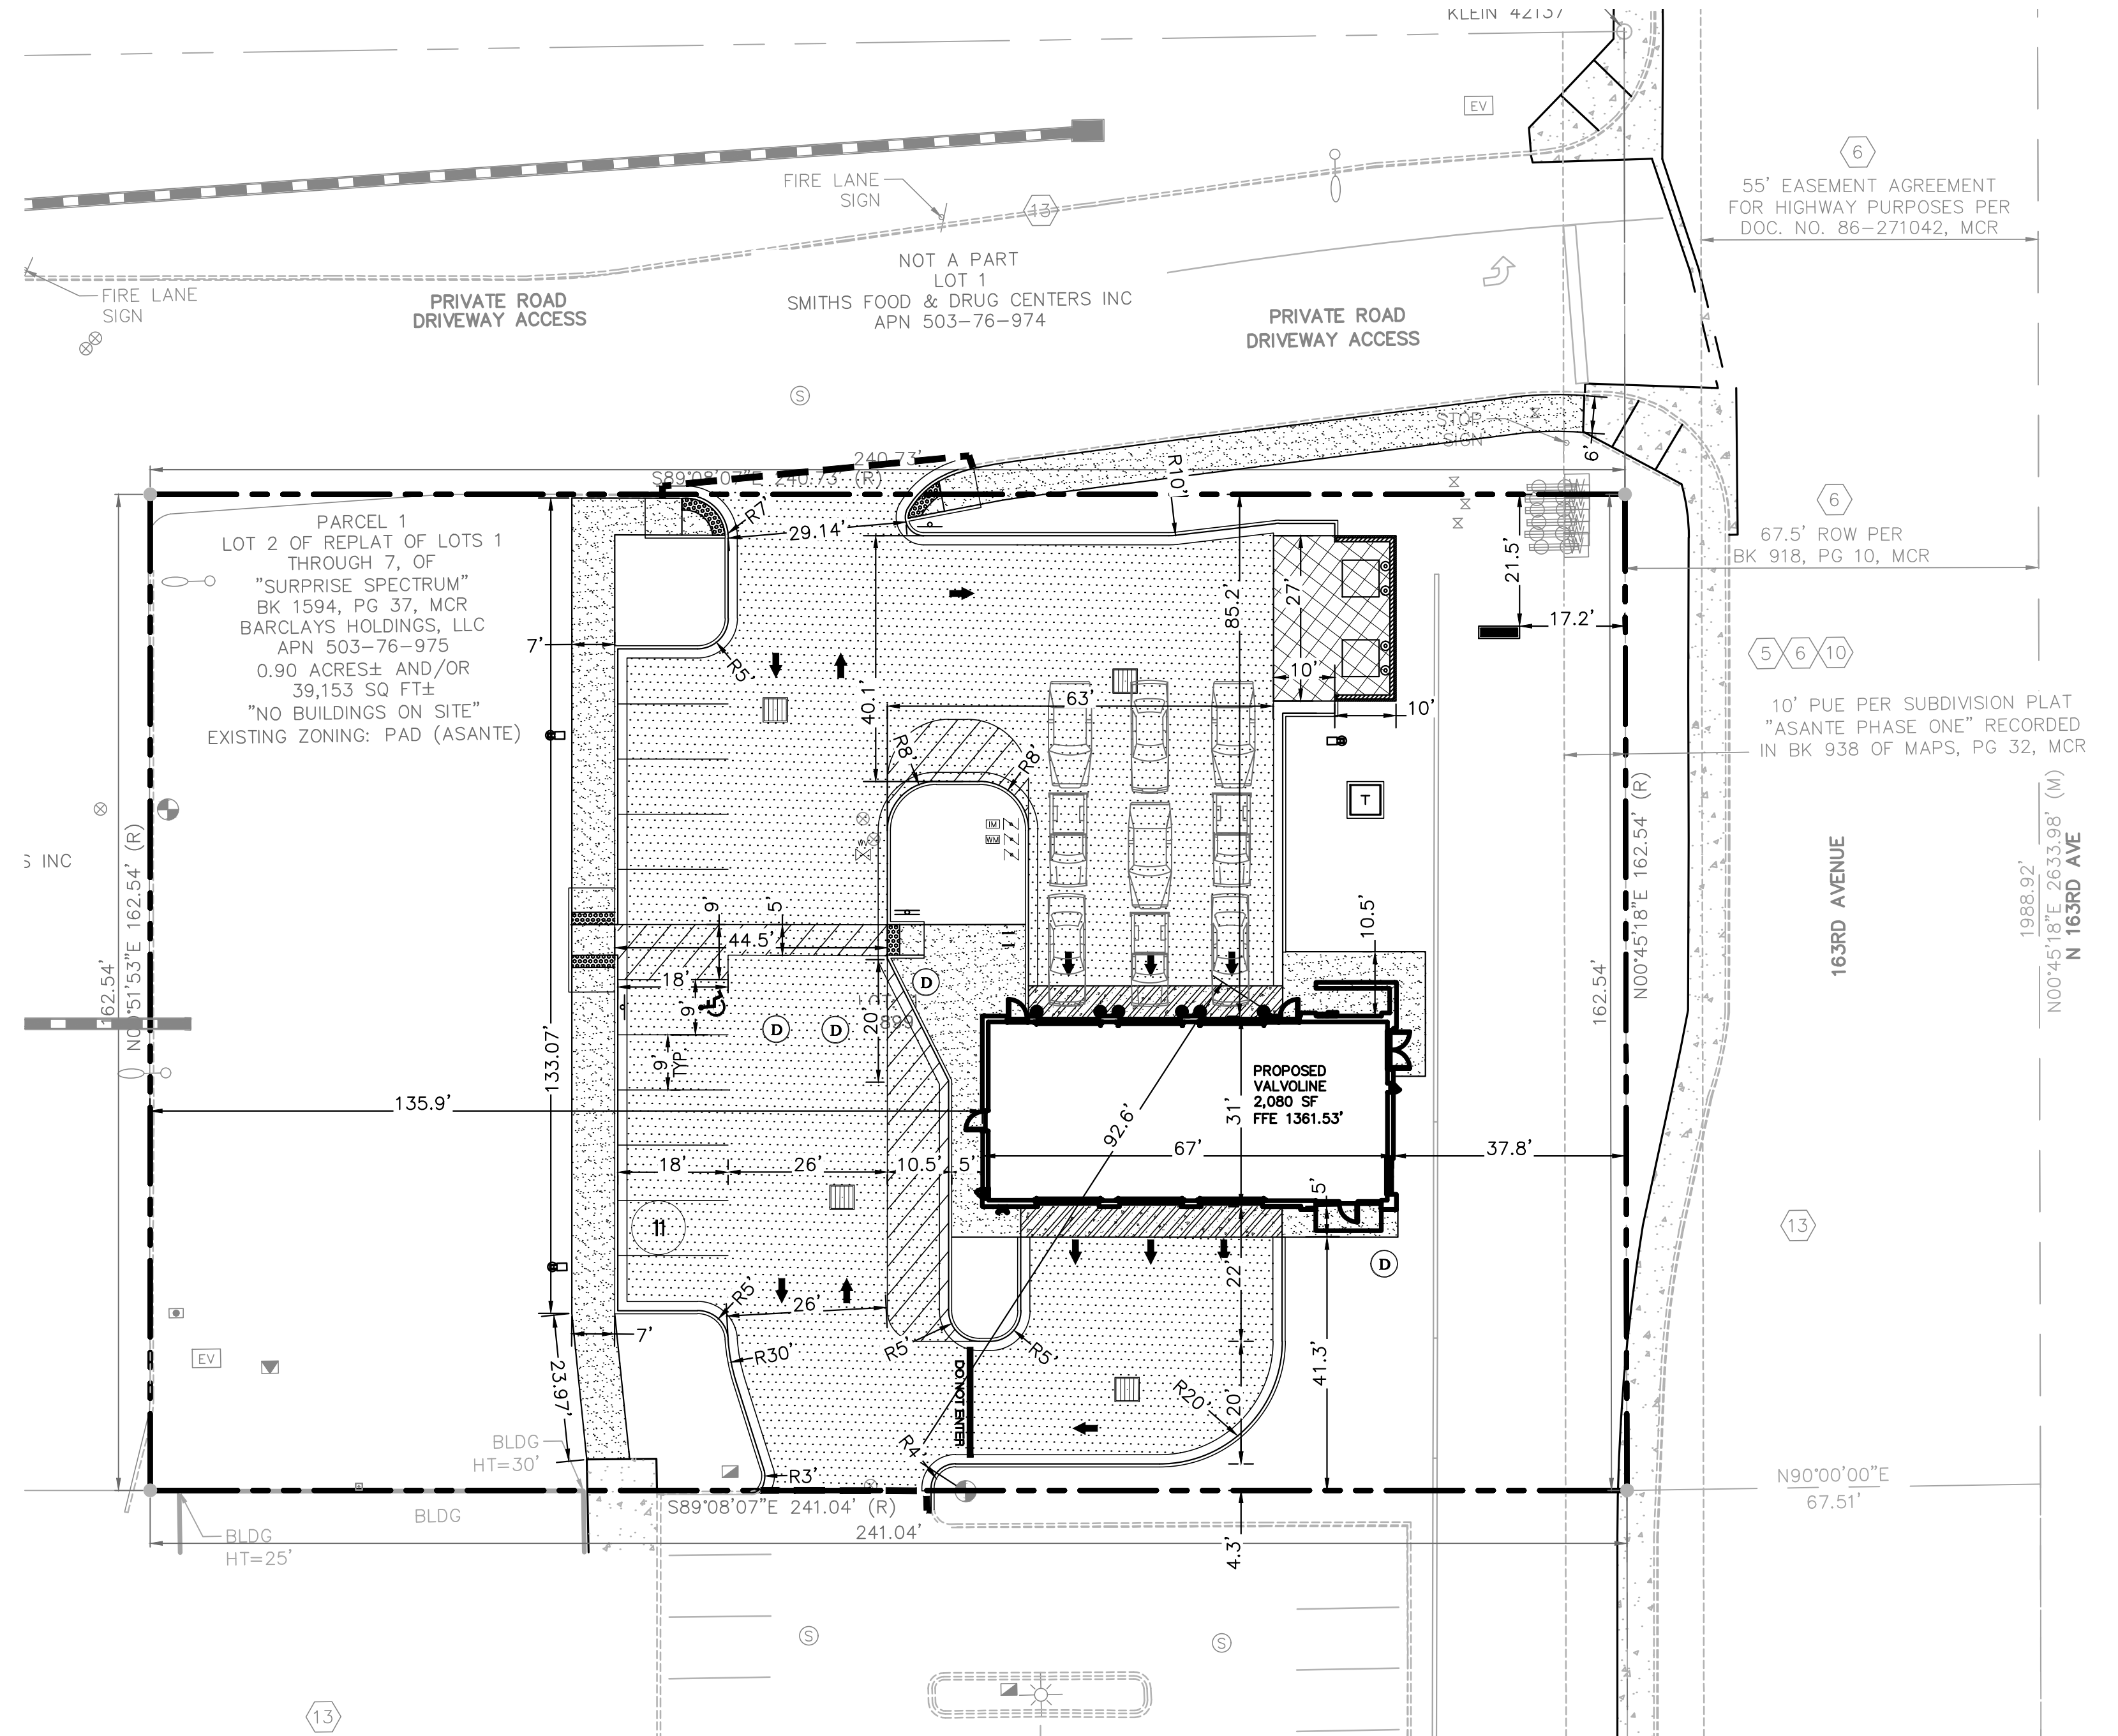 KLEIN 42137
EV
6
55' EASEMENT AGREEMENT
FOR HIGHWAY PURPOSES PER
DOC. NO. 86-271042, MCR
FIRE LANE
SIGN
13
NOT A PART
LOT 1
SMITHS FOOD & DRUG CENTERS INC
APN 503-76-974
FIRE LANE
SIGN
PRIVATE ROAD
DRIVEWAY ACCESS
PRIVATE ROAD
DRIVEWAY ACCESS
S
STOP
SIGN
6'
240.73'
S89°08'07"E 240.73' (R)
R10'
R7'
29.14'
PARCEL 1
LOT 2 OF REPLAT OF LOTS 1
THROUGH 7, OF
"SURPRISE SPECTRUM"
BK 1594, PG 37, MCR
BARCLAYS HOLDINGS, LLC
APN 503-76-975
0.90 ACRES± AND/OR
39,153 SQ FT±
"NO BUILDINGS ON SITE"
EXISTING ZONING: PAD (ASANTE)
6
67.5' ROW PER
BK 918, PG 10, MCR
21.5'
17.2'
85.2'
27'
10'
10'
7'
R5'
40.1'
63'
5
6
10
10' PUE PER SUBDIVISION PLAT
"ASANTE PHASE ONE" RECORDED
IN BK 938 OF MAPS, PG 32, MCR
R8'
R8'
T
IM
WM
WV
S INC
162.54'
N00°51'53"E 162.54' (R)
9'
5'
44.5'
10.5'
18'
9'
D
D
D
20'
899
9'
TYP.
133.07'
135.9'
PROPOSED
VALVOLINE
2,080 SF
FFE 1361.53'
92.6'
31'
67'
37.8'
162.54'
N00°45'18"E 162.54' (R)
163RD AVENUE
1988.92'
N00°45'18"E 2633.98' (M)
N 163RD AVE
18'
26'
10.5'
5'
5'
11
13
D
22'
R5'
26'
7'
R30'
R5'
R5'
DO NOT ENTER
41.3'
20'
R20'
23.97'
EV
BLDG
HT=30'
R4'
R3'
N90°00'00"E
67.51'
S89°08'07"E 241.04' (R)
241.04'
BLDG
BLDG
HT=25'
4.3'
S
S
13